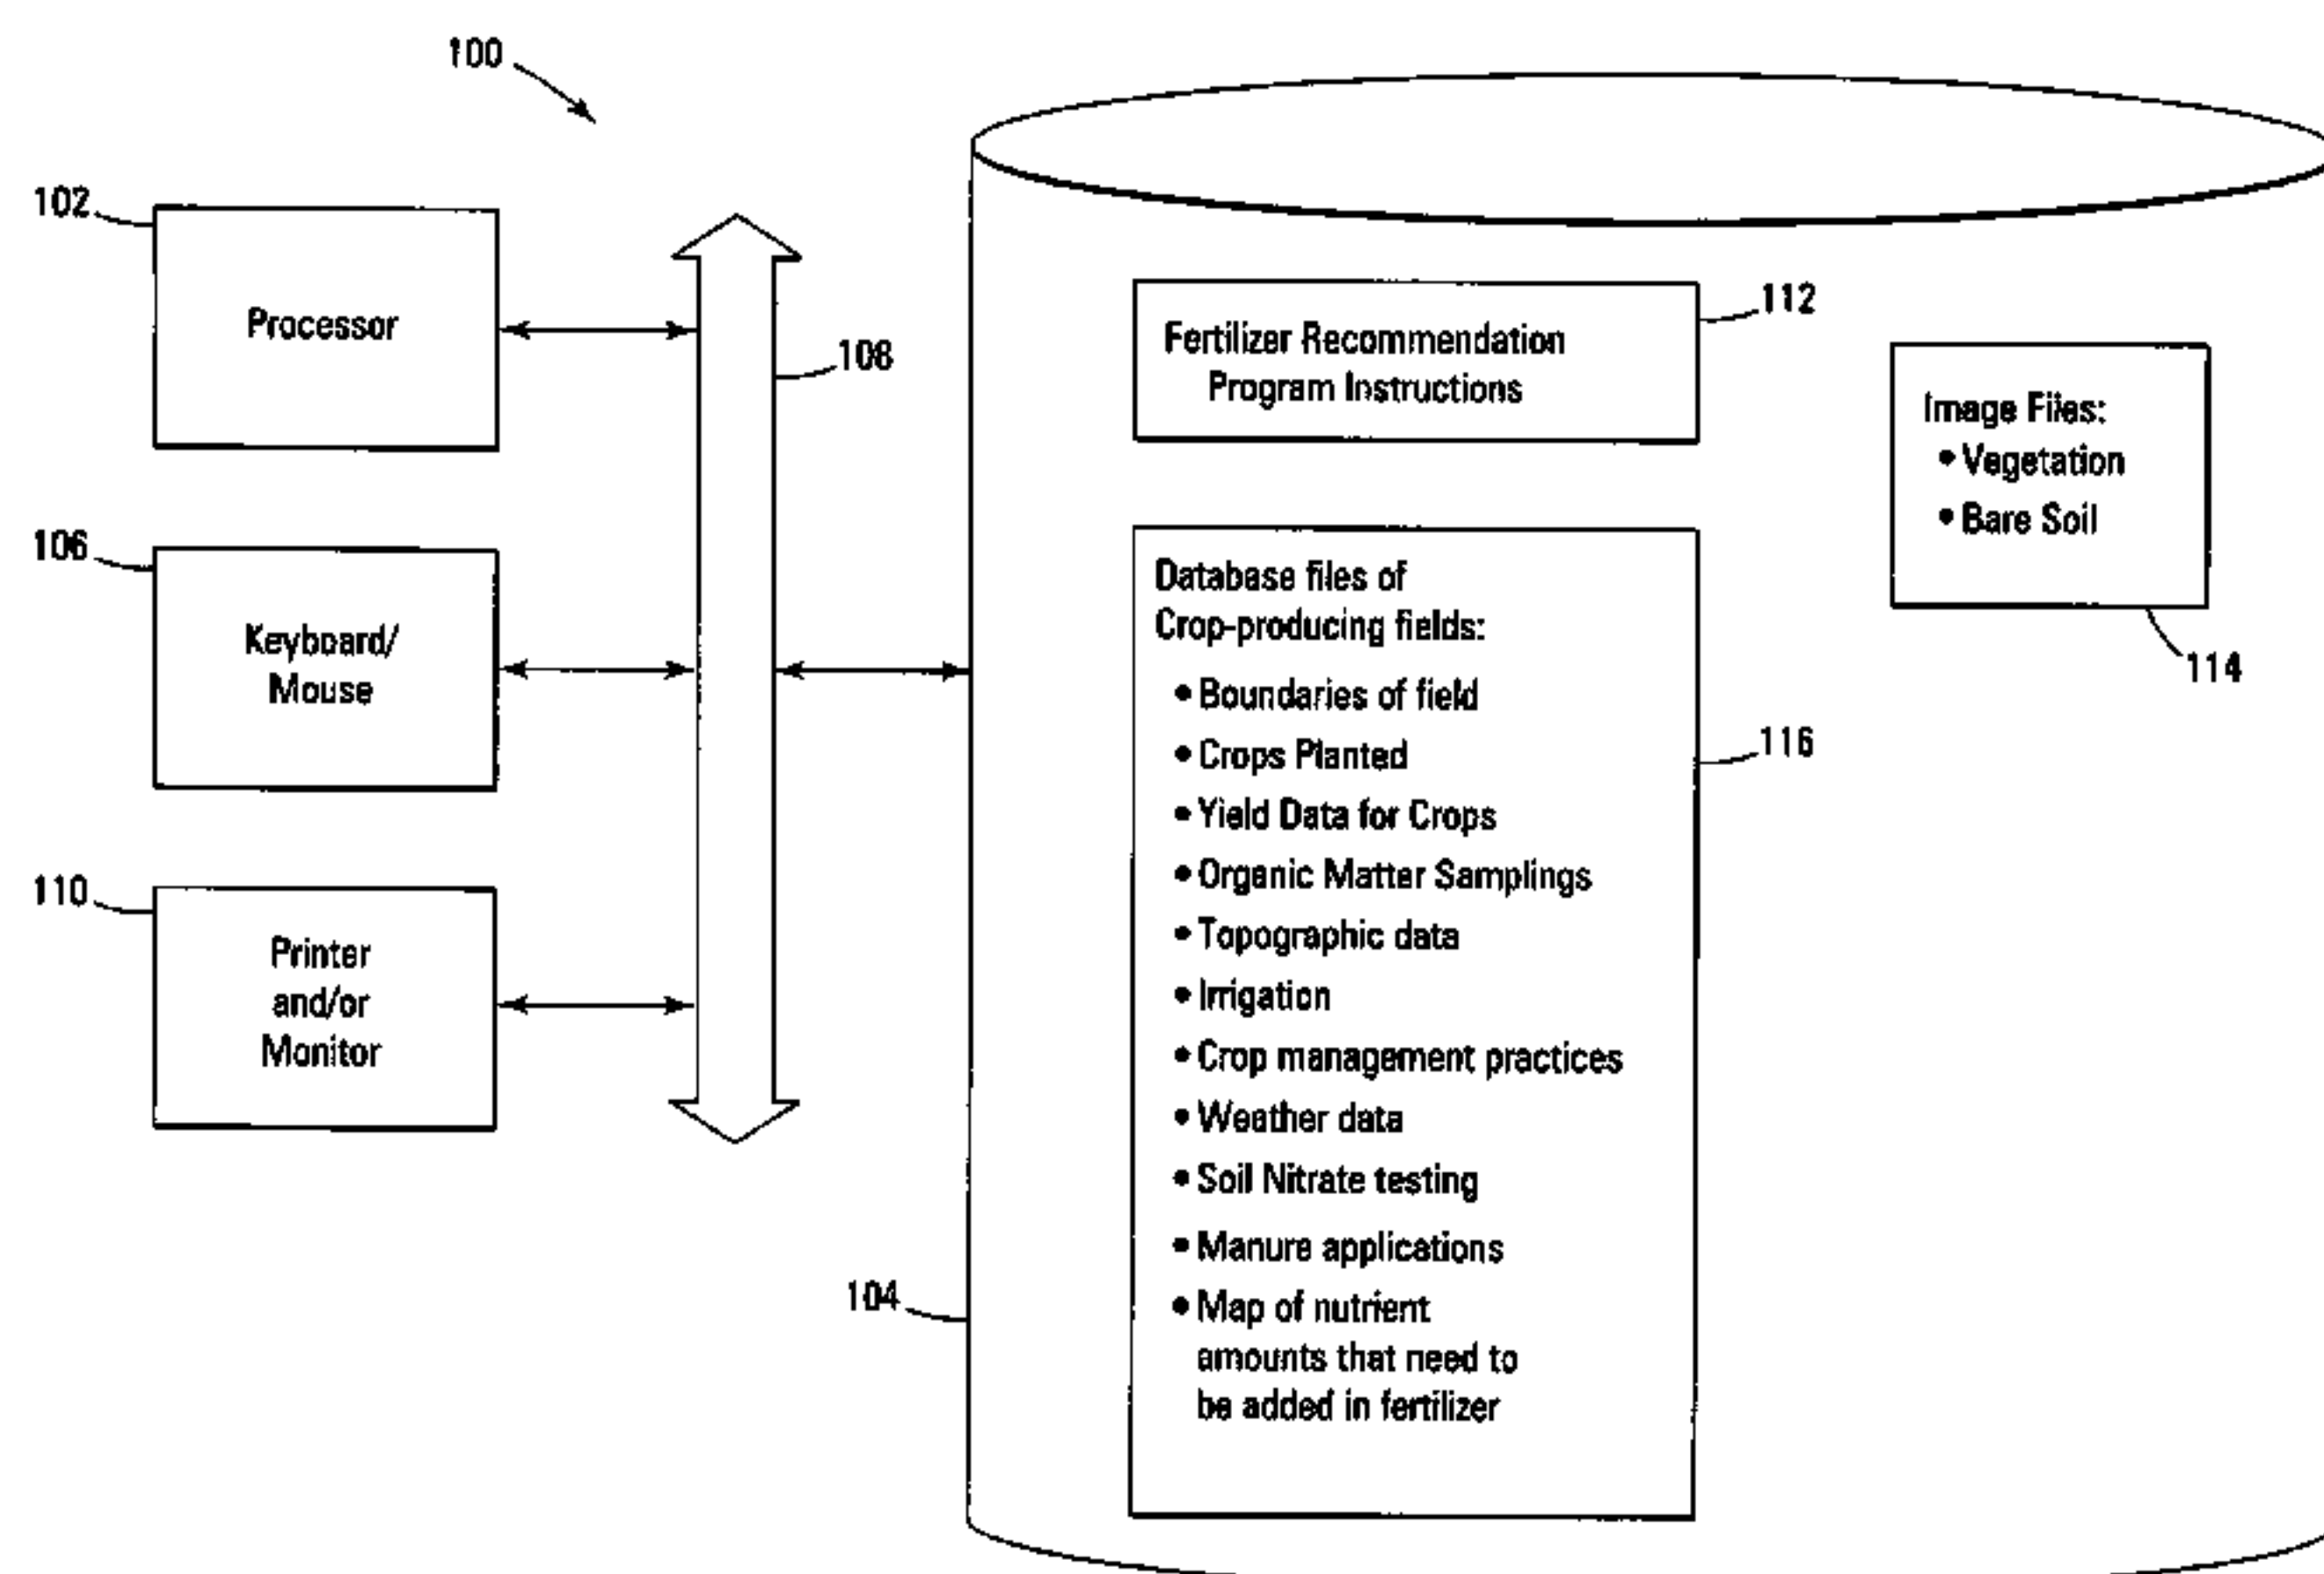 100
102
Processor
108
112
Fertilizer Recommendation
Program Instructions
Image Files:
• Vegetation
• Bare Soil
114
106
Keyboard/
Mouse
Database files of
Crop-producing fields:
• Boundaries of field
• Crops Planted
• Yield Data for Crops
• Organic Matter Samplings
• Topographic data
• Irrigation
• Crop management practices
• Weather data
• Soil Nitrate testing
• Manure applications
• Map of nutrient
amounts that need to
be added in fertilizer
116
110
Printer
and/or
Monitor
104